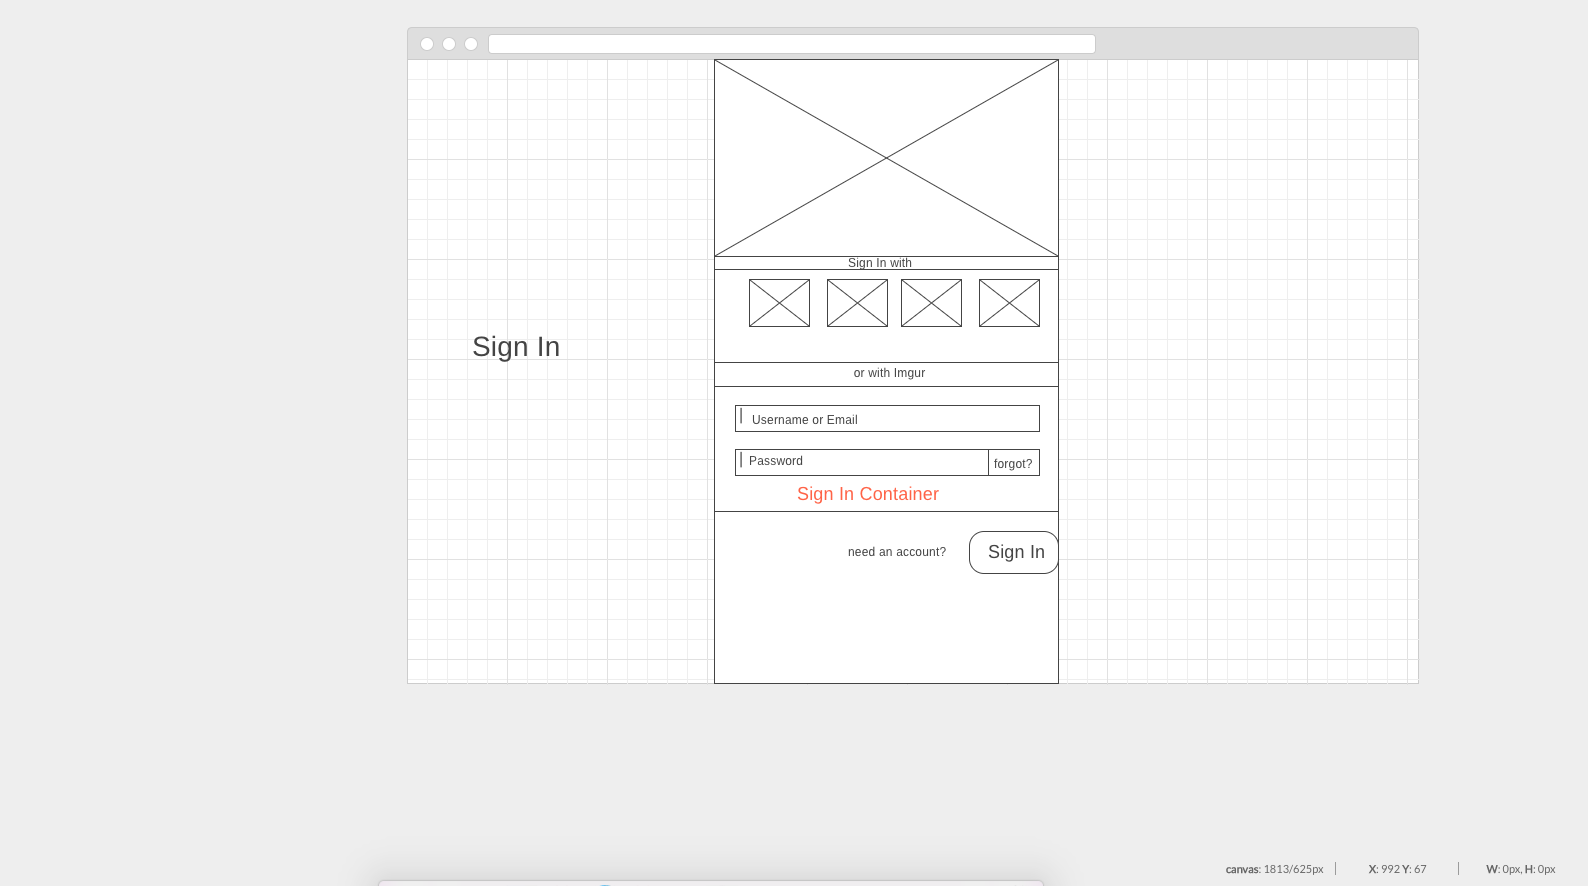 Sign In with
Sign In
or with Imgur
Username or Email
Password
forgot?
Sign In Container
need an account?
Sign In
canvas: 1813/625px
X: 992 Y: 67
W: 0px, H: 0px